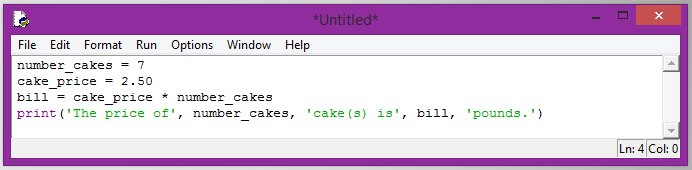 *Untitled*
File Edit Format Run Options Window Help
number_cakes = 7
cake_price = 2.50
bill = cake_price * number_cakes
print('The price of', number_cakes, 'cake(s) is', bill, 'pounds.')
Ln: 4 Col: 0